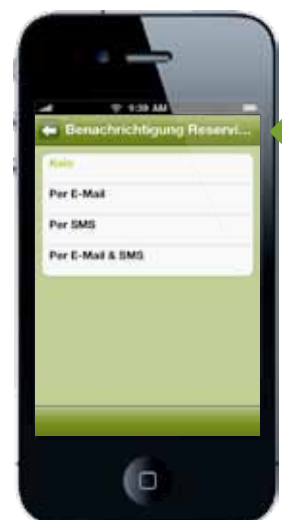 9:39 AM
Benachrichtigung Reservi...
Kein
Per E-Mail
Per SMS
Per E-Mail & SMS